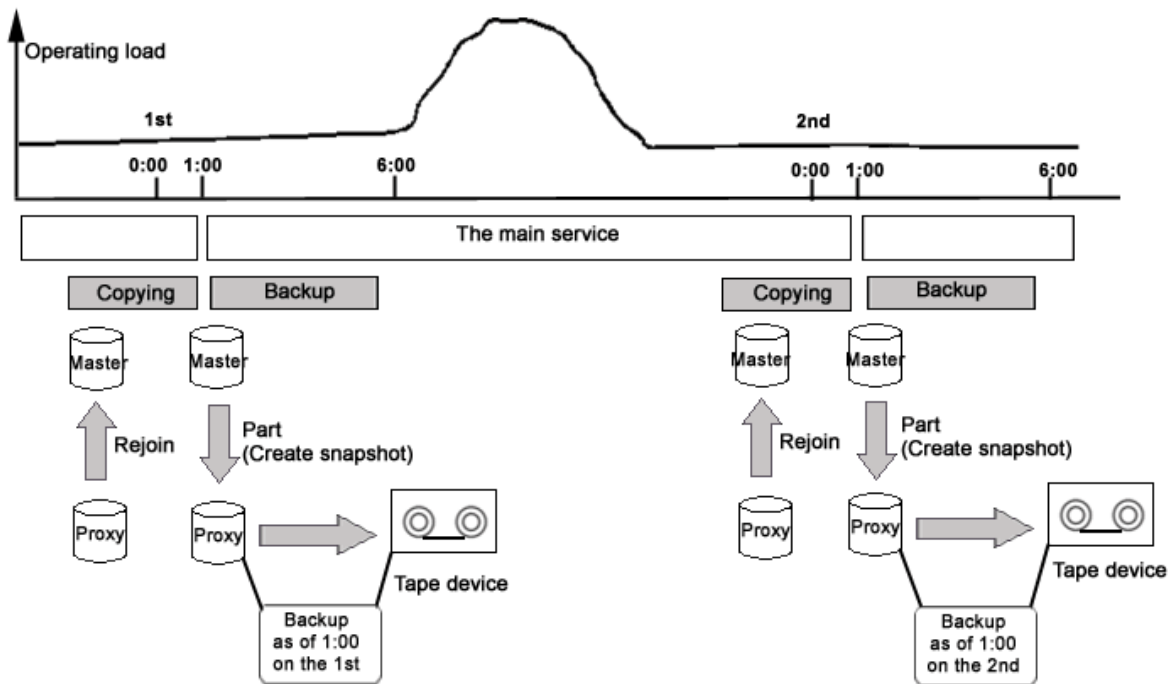 Operating load
1st
2nd
0:00 1:00 6:00 0:00 1:00 6:00
The main service
Copying Backup Copying Backup
Master Master Master Master
Rejoin
Part
(Create snapshot)
Rejoin
Part
(Create snapshot)
Proxy Proxy Proxy Proxy
Tape device
Tape device
Backup
as of 1:00
on the 1st
Backup
as of 1:00
on the 2nd